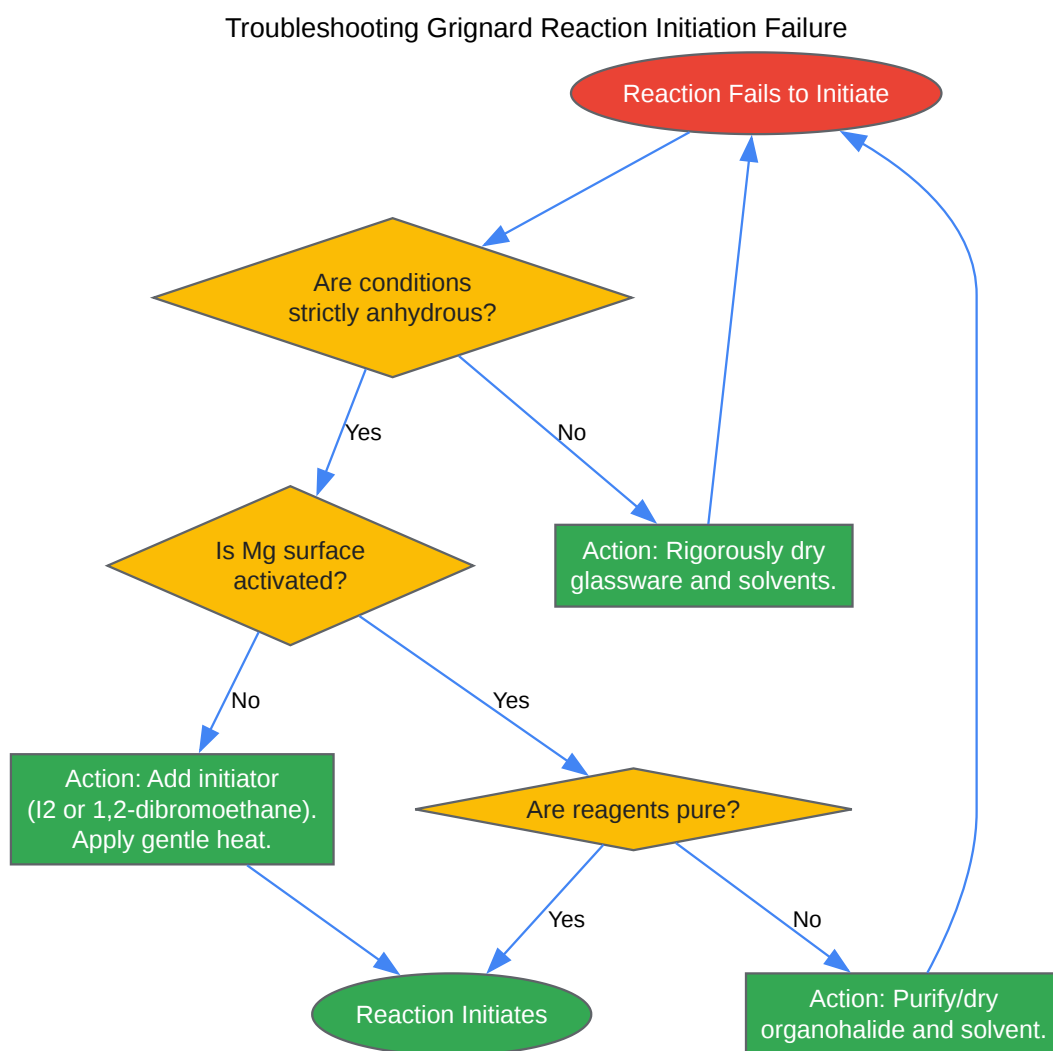 Troubleshooting Grignard Reaction Initiation Failure
Reaction Fails to Initiate
Are conditions
strictly anhydrous?
Yes
No
Is Mg surface
activated?
Action: Rigorously dry
glassware and solvents.
No
Yes
Action: Add initiator
(I2 or 1,2-dibromoethane).
Apply gentle heat.
Are reagents pure?
Yes
No
Reaction Initiates
Action: Purify/dry
organohalide and solvent.